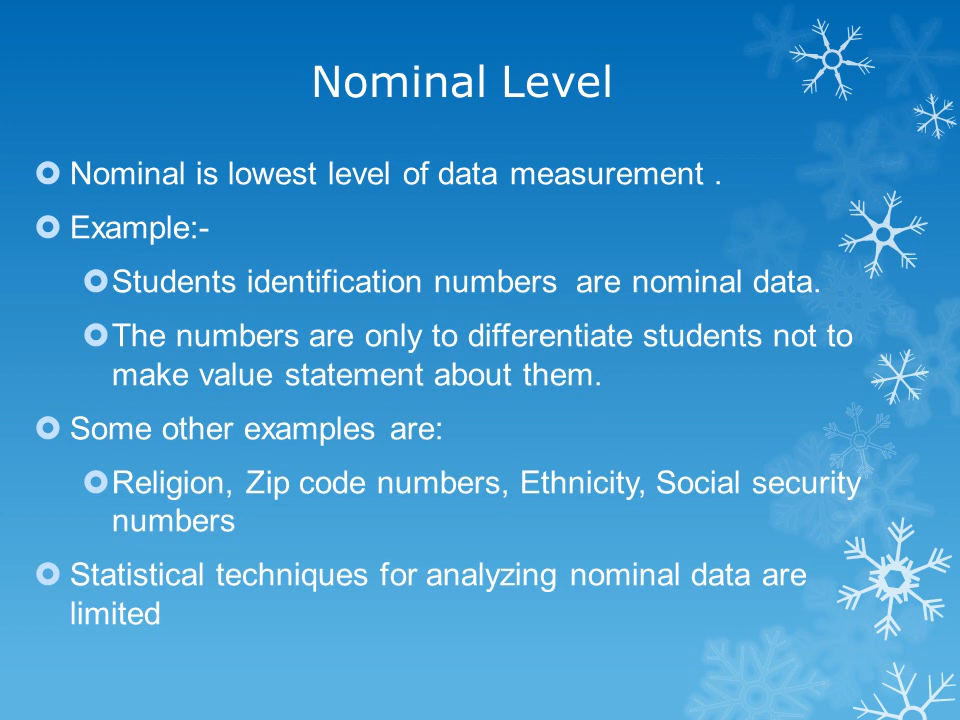 Nominal Level
Nominal is lowest level of data measurement .
Example:-
Students identification numbers  are nominal data.
The numbers are only to differentiate students not to
make value statement about them.
Some other examples are:
Religion, Zip code numbers, Ethnicity, Social security
numbers
Statistical techniques for analyzing nominal data are
limited